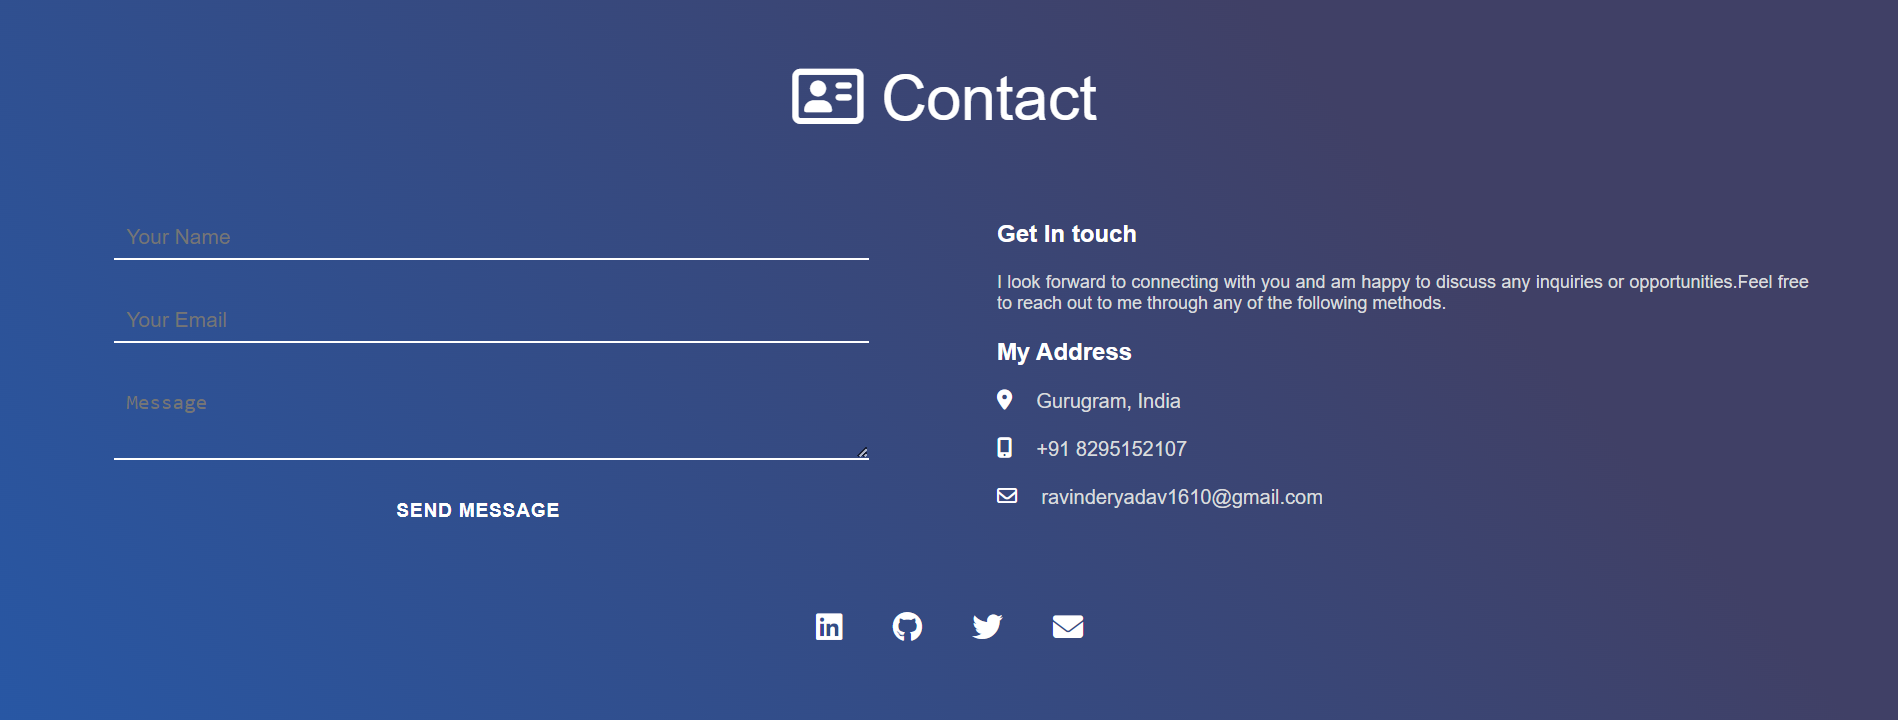 Contact
Your Name
Your Email
Message
SEND MESSAGE
Get In touch
I look forward to connecting with you and am happy to discuss any inquiries or opportunities.Feel free
to reach out to me through any of the following methods.
My Address
Gurugram, India
+91 8295152107
ravinderyadav1610@gmail.com
in